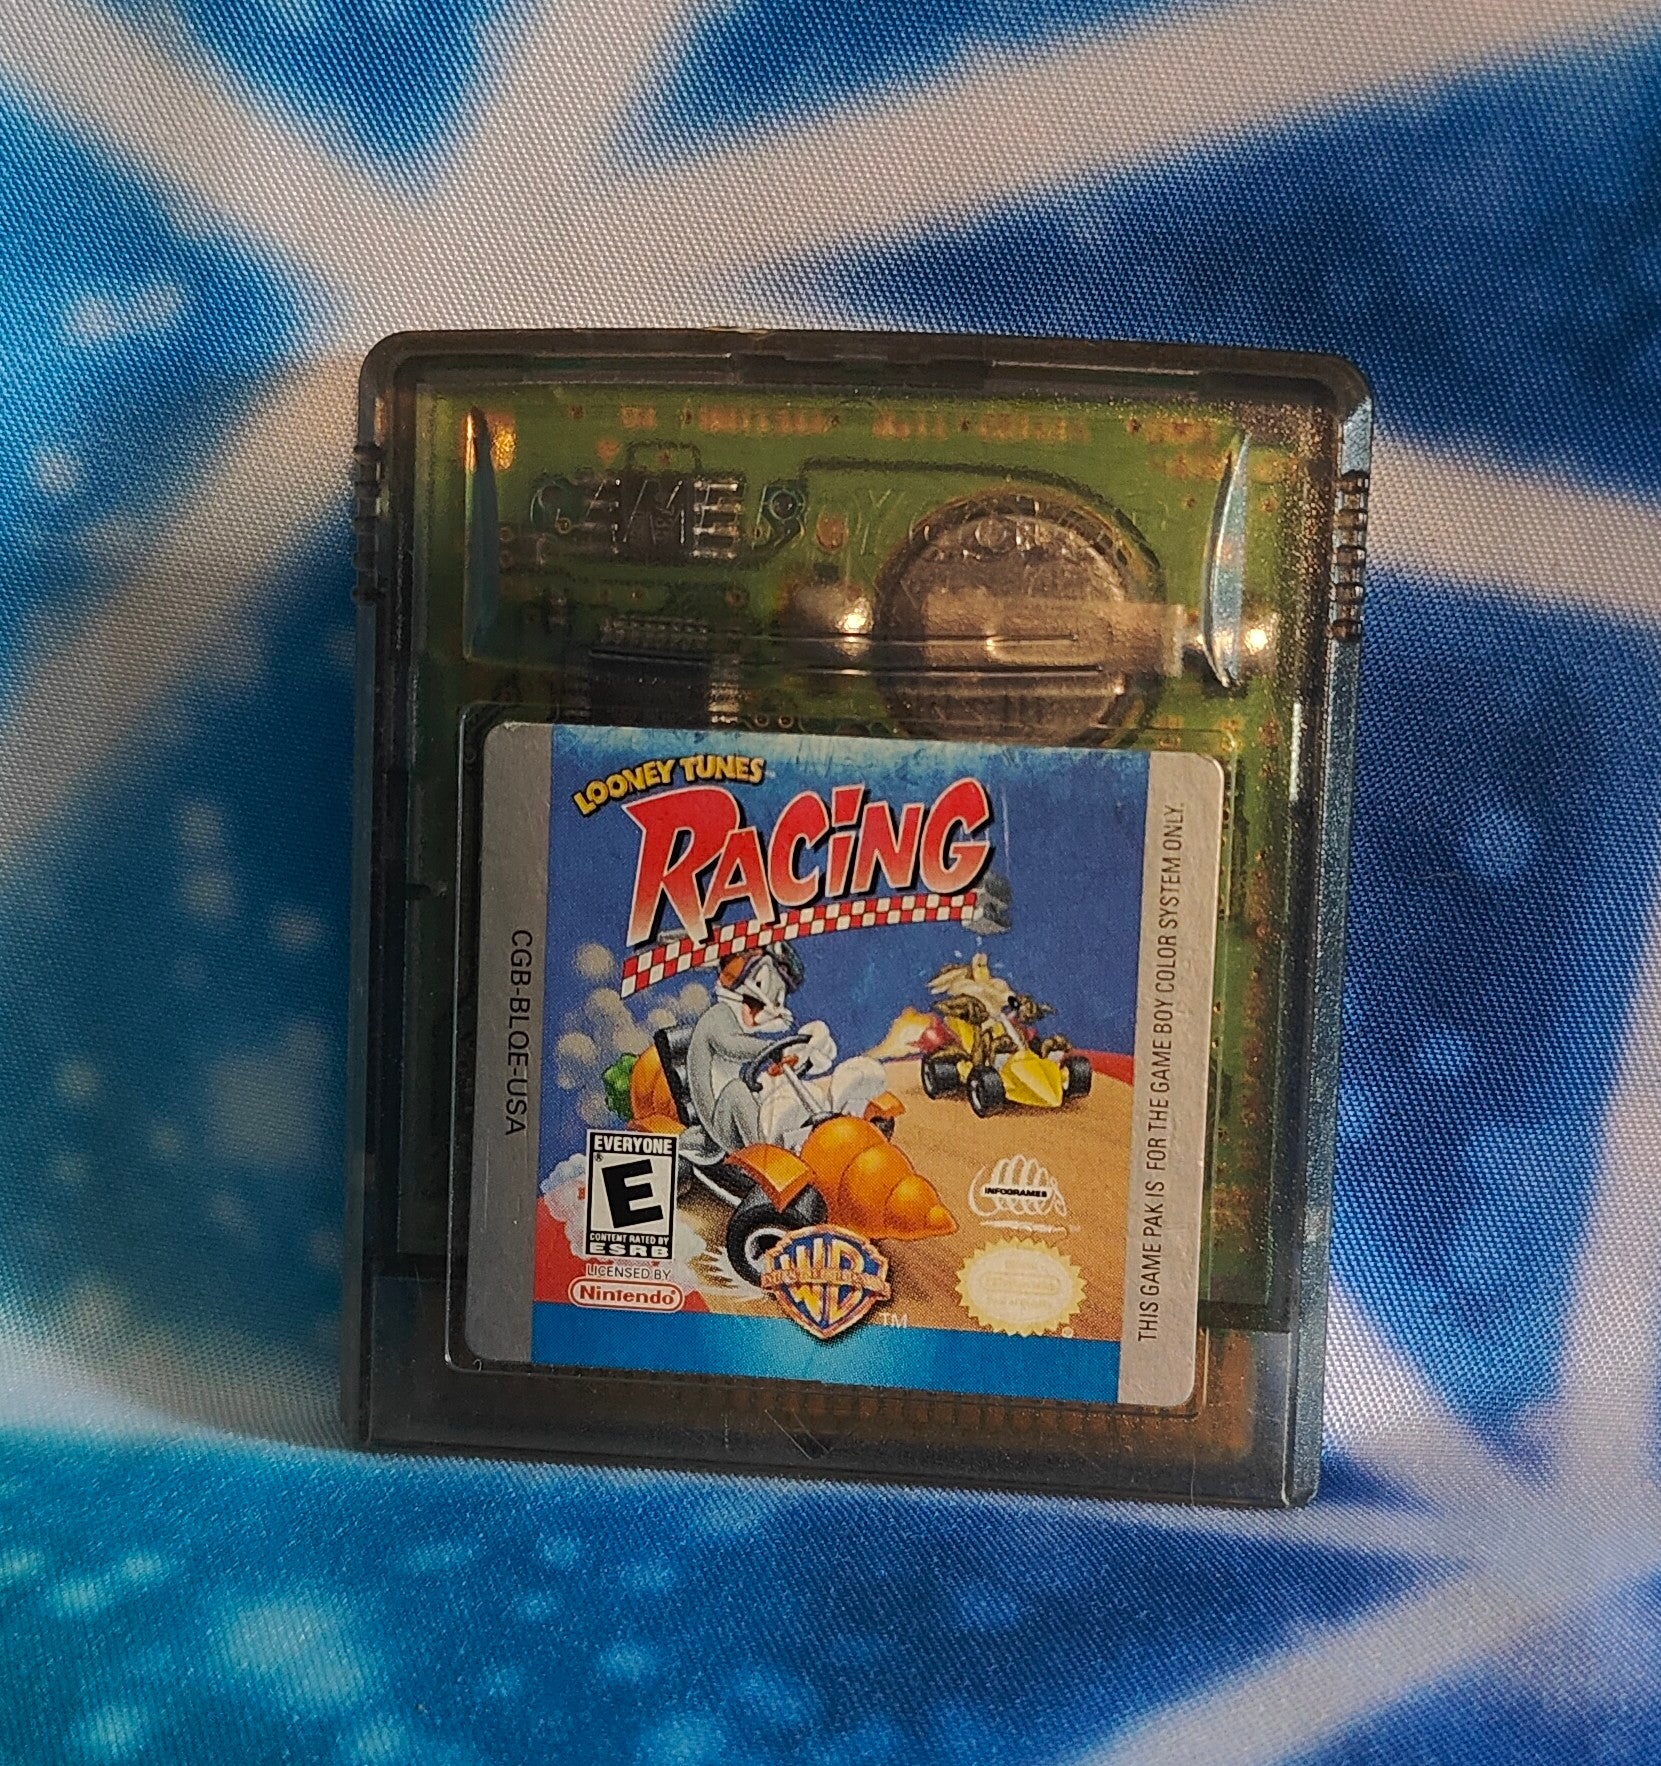 GAME BOY COLOR
LOONEY TUNES
RACING
CGB-BLQE-USA
THIS GAME PAK IS FOR THE GAME BOY COLOR SYSTEM ONLY.
EVERYONE
E
CONTENT RATED BY
ESRB
LICENSED BY
Nintendo
INFOGRAMES
WB
TM